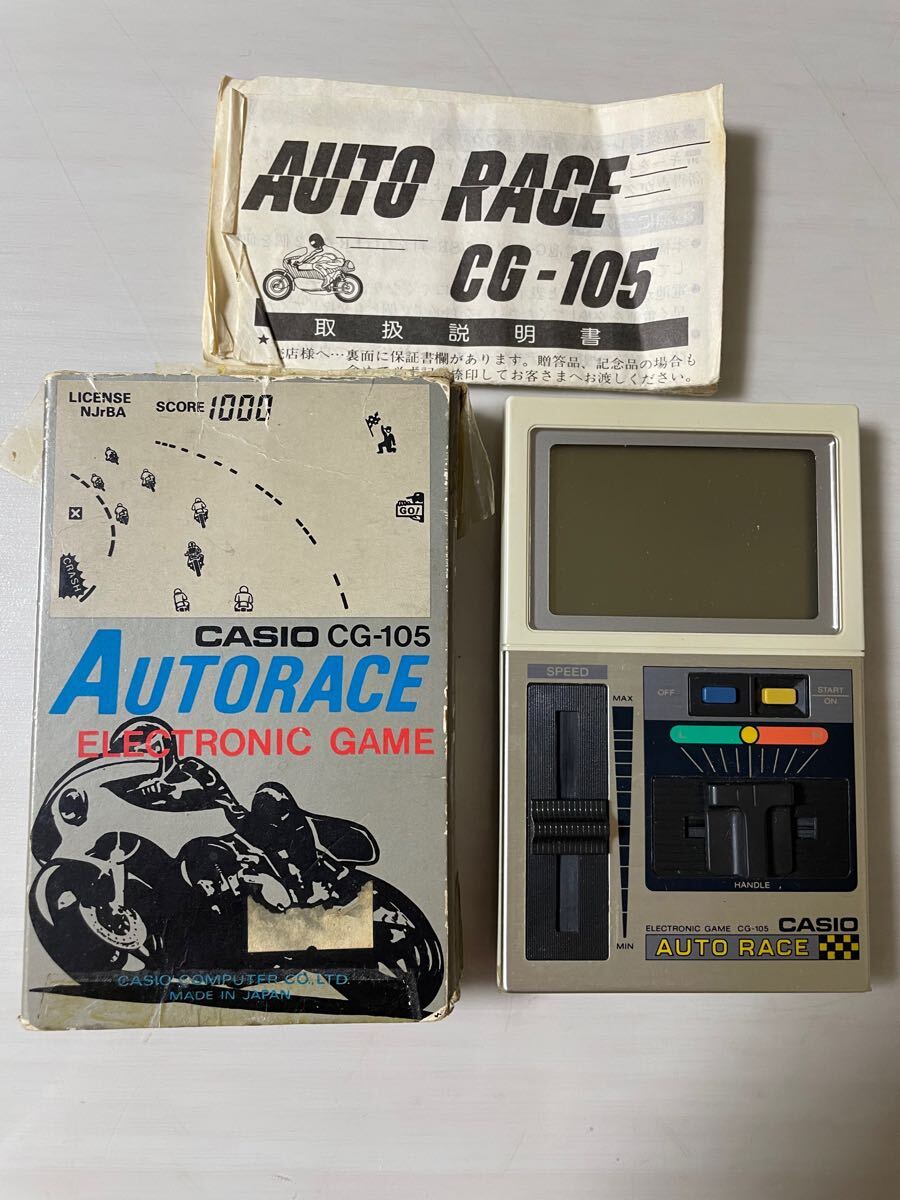 AUTO RACE
CG-105
取扱説明書
★ 店様へ…裏面に保証書欄があります。贈答品、記念品の場合も
捺印してお客さまへお渡しください。
LICENSE
NJrBA
SCORE 1000
GO!
CRASH
CASIO CG-105
AUTORACE
ELECTRONIC GAME
CASIO COMPUTER CO., LTD.
MADE IN JAPAN
SPEED
MAX
MIN
OFF
START
ON
L
R
HANDLE
ELECTRONIC GAME CG-105 CASIO
AUTO RACE